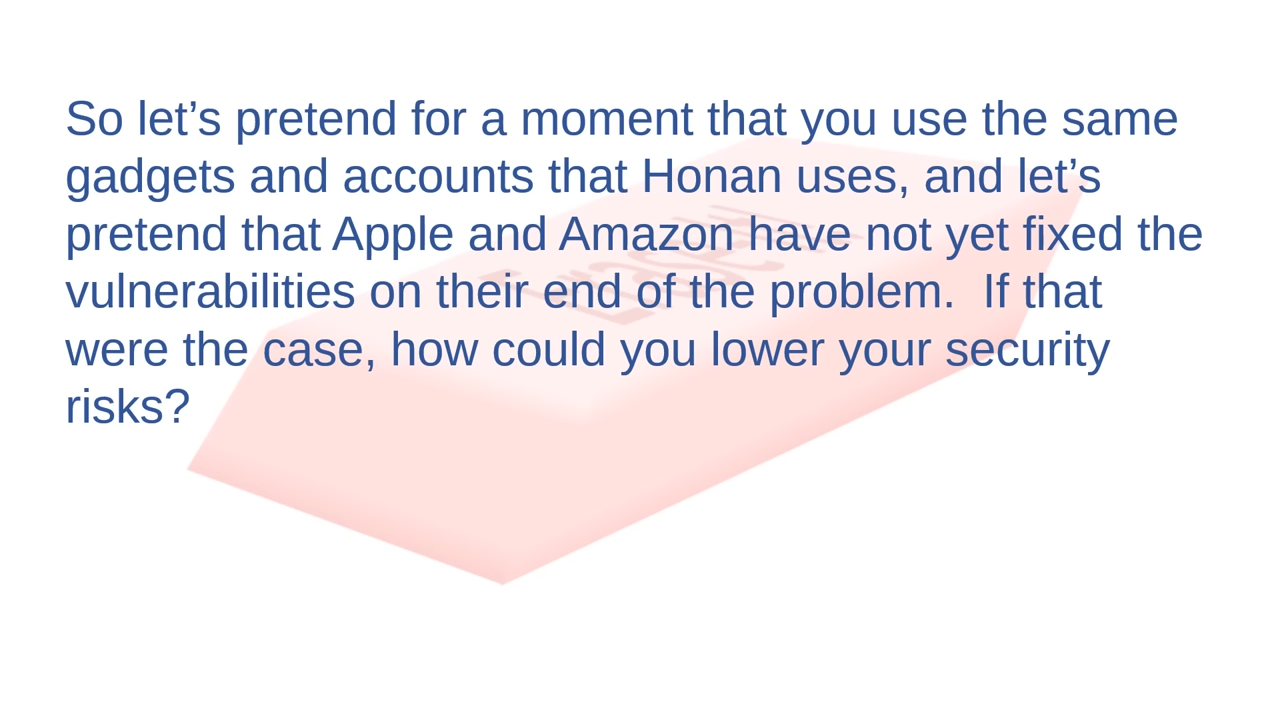 So let’s pretend for a moment that you use the same
gadgets and accounts that Honan uses, and let’s
pretend that Apple and Amazon have not yet fixed the
vulnerabilities on their end of the problem.  If that
were the case, how could you lower your security
risks?